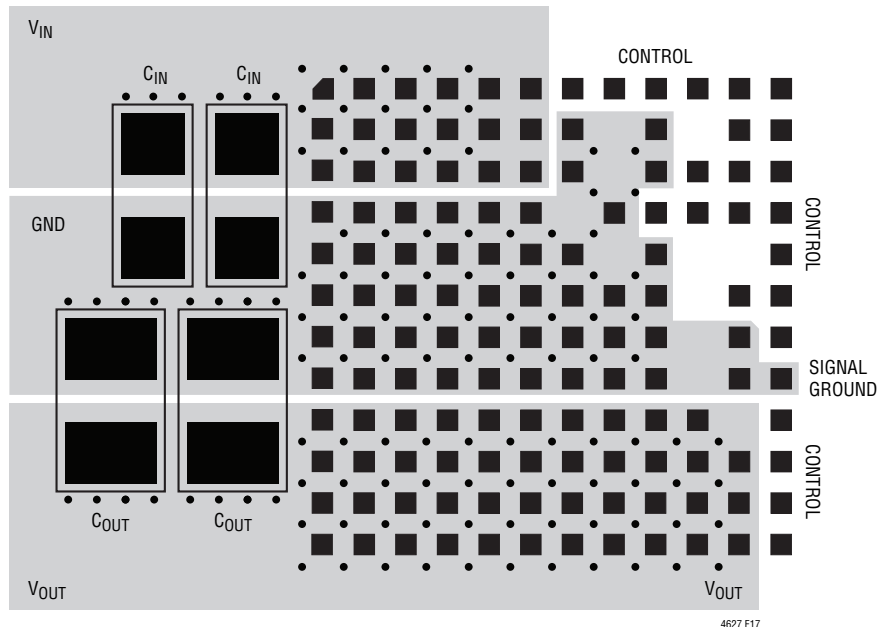 VIN
CONTROL
CIN
CIN
GND
CONTROL
SIGNAL
GROUND
CONTROL
COUT
COUT
VOUT
VOUT
4627 F17